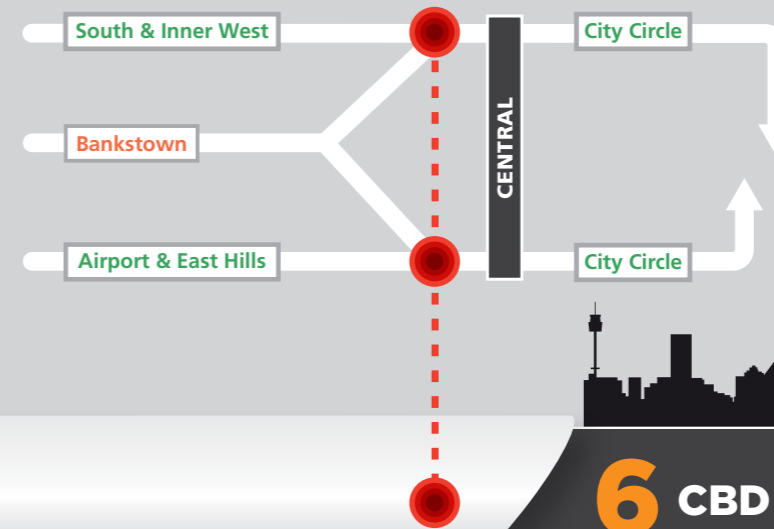 South & Inner West
City Circle
Bankstown
CENTRAL
Airport & East Hills
City Circle
6 CBD